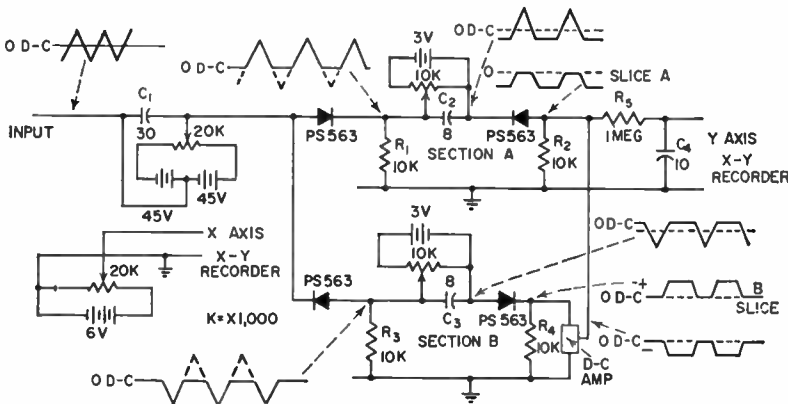 O D-C
INPUT
C1
30
20K
45V
45V
O D-C
PS563
R1
10K
3V
10K
C2
8
SECTION A
PS563
R2
10K
O D-C
O
SLICE A
R5
1 MEG
C4
10
Y AXIS
X-Y
RECORDER
X AXIS
X-Y
RECORDER
20K
6V
K=X1,000
PS563
R3
10K
3V
10K
8
C3
SECTION B
PS563
R4
10K
D-C
AMP
O D-C
+
O D-C
B
SLICE
O D-C
–
O D-C